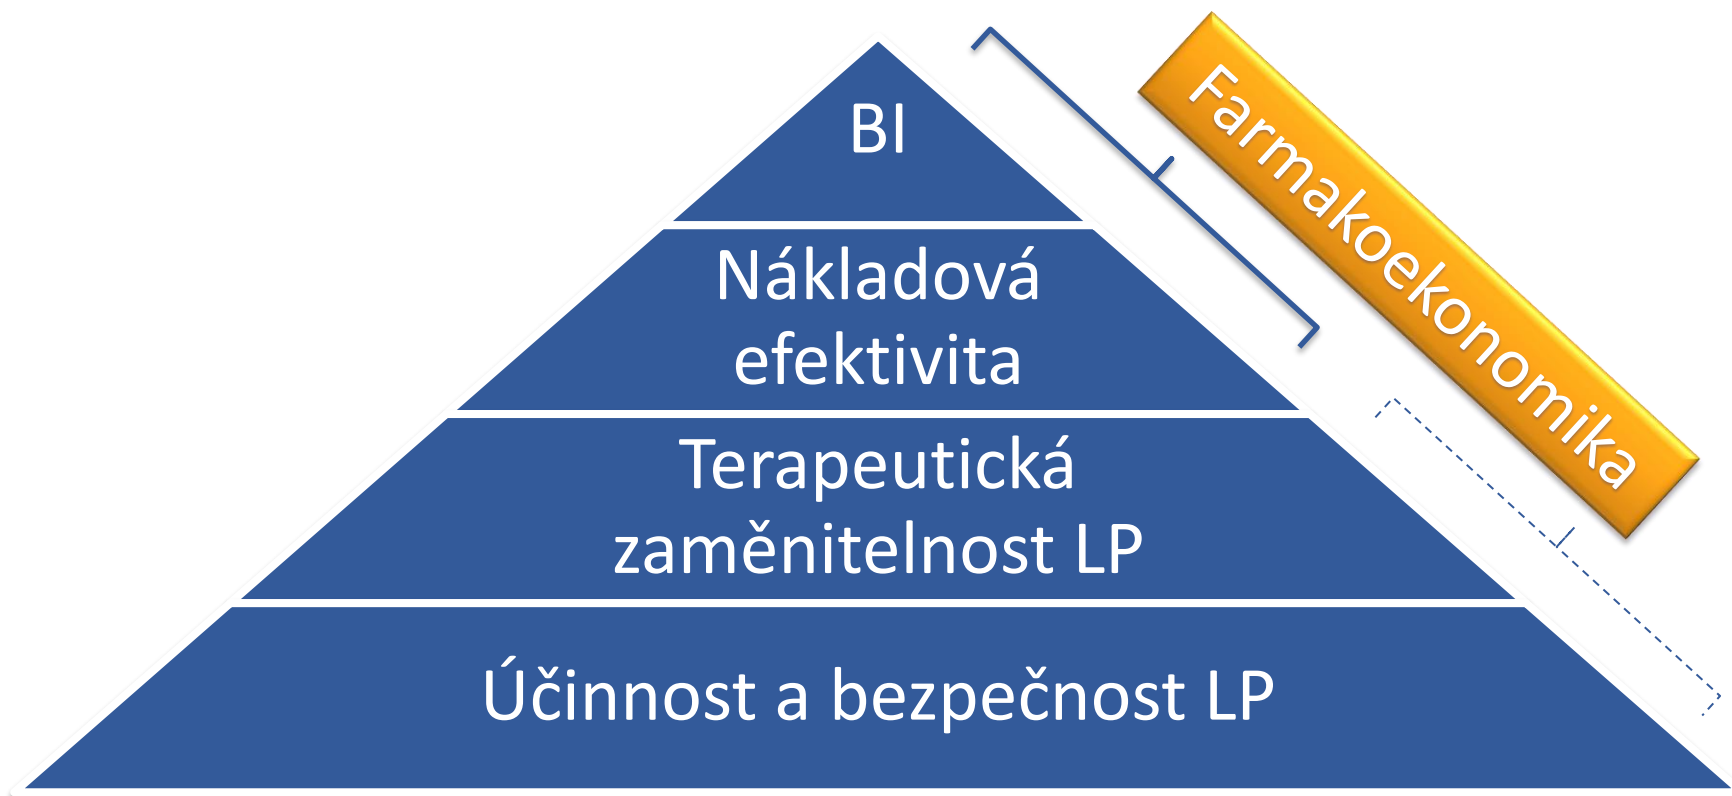 BI
Nákladová
efektivita
Terapeutická
zaměnitelnost LP
Účinnost a bezpečnost LP
Farmakoekonomika